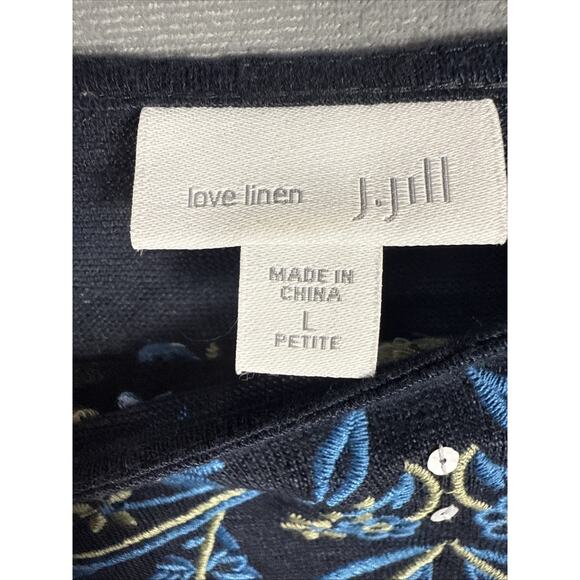 love linen J.Jill
MADE IN
CHINA
L
PETITE